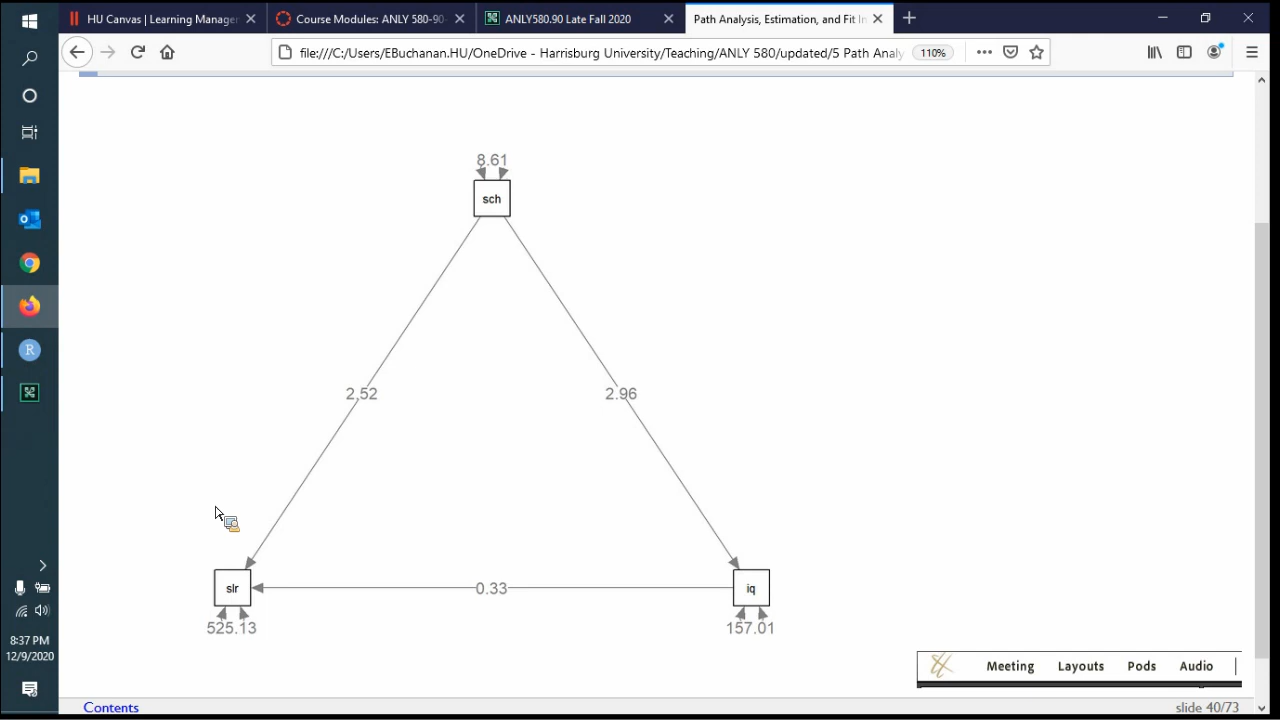 HU Canvas | Learning Manage
Course Modules: ANLY 580-90-
ANLY580.90 Late Fall 2020
Path Analysis, Estimation, and Fit In
file:///C:/Users/EBuchanan.HU/OneDrive - Harrisburg University/Teaching/ANLY 580/updated/5 Path Analy
110%
8.61
sch
2.52
2.96
slr
0.33
iq
525.13
157.01
8:37 PM
12/9/2020
Meeting
Layouts
Pods
Audio
Contents
slide 40/73